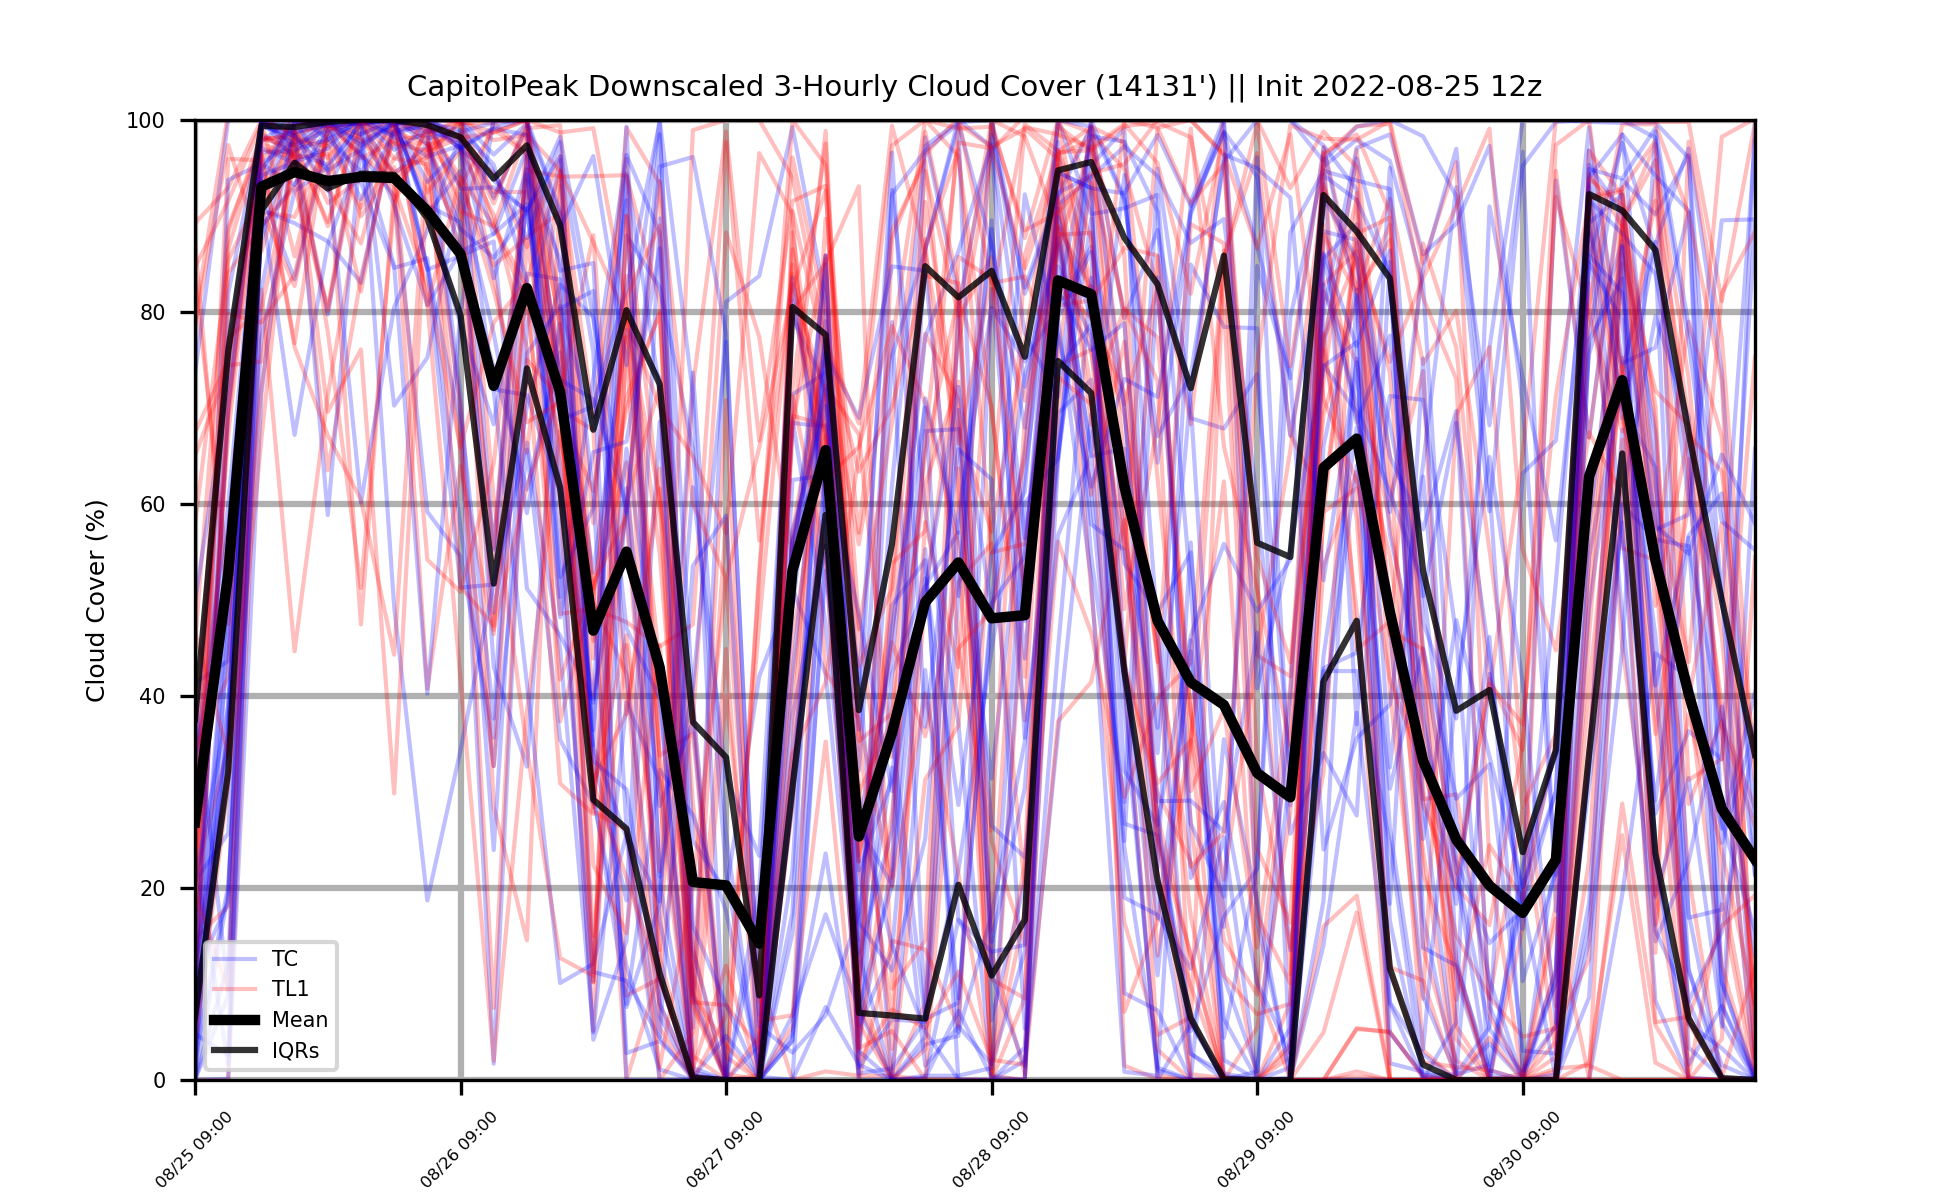 CapitolPeak Downscaled 3-Hourly Cloud Cover (14131') || Init 2022-08-25 12z
Cloud Cover (%)
100
80
60
40
20
0
TC
TL1
Mean
IQRs
08/25 09:00
08/26 09:00
08/27 09:00
08/28 09:00
08/29 09:00
08/30 09:00